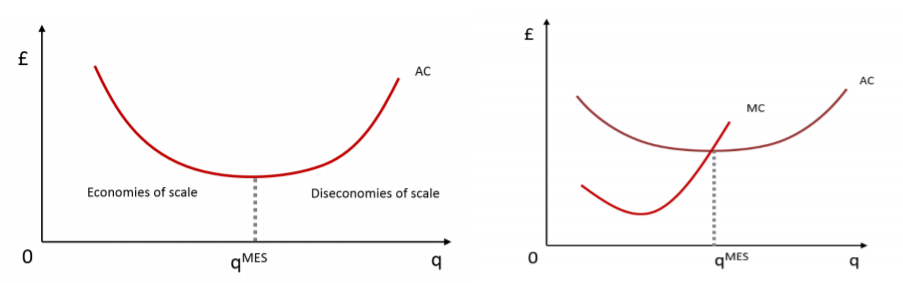 £
AC
Economies of scale
Diseconomies of scale
0
qMES
q
£
AC
MC
0
qMES
q